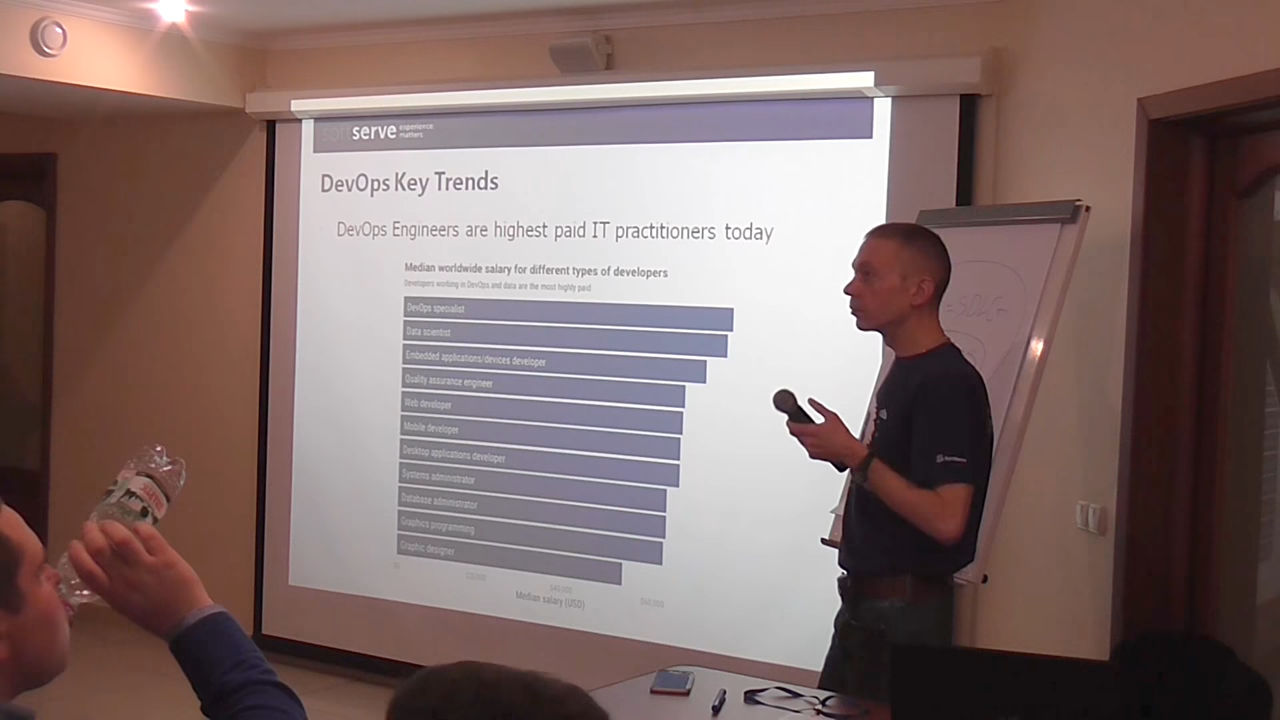 softserve experience
matters
DevOps Key Trends
DevOps Engineers are highest paid IT practitioners today
Median worldwide salary for different types of developers
Developers working in DevOps and data are the most highly paid
DevOps specialist
Data scientist
Embedded applications/devices developer
Quality assurance engineer
Web developer
Mobile developer
Desktop applications developer
Systems administrator
Database administrator
Graphics programming
Graphic designer
Median salary (USD)